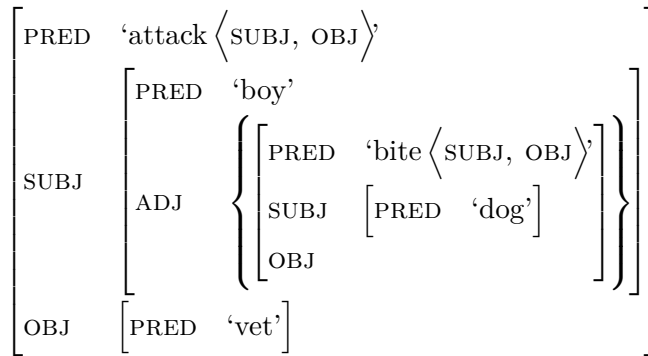 PRED ‘attack⟨SUBJ, OBJ⟩’
SUBJ
PRED ‘boy’
ADJ
PRED ‘bite⟨SUBJ, OBJ⟩’
SUBJ [PRED ‘dog’]
OBJ
OBJ [PRED ‘vet’]